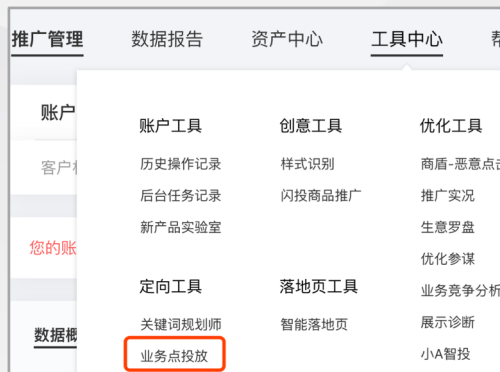 推广管理 数据报告 资产中心 工具中心
账户
客户
您的账
数据概
账户工具
历史操作记录
后台任务记录
新产品实验室
定向工具
关键词规划师
业务点投放
创意工具
样式识别
闪投商品推广
落地页工具
智能落地页
优化工具
商盾-恶意点击
推广实况
生意罗盘
优化参谋
业务竞争分析
展示诊断
小A智投